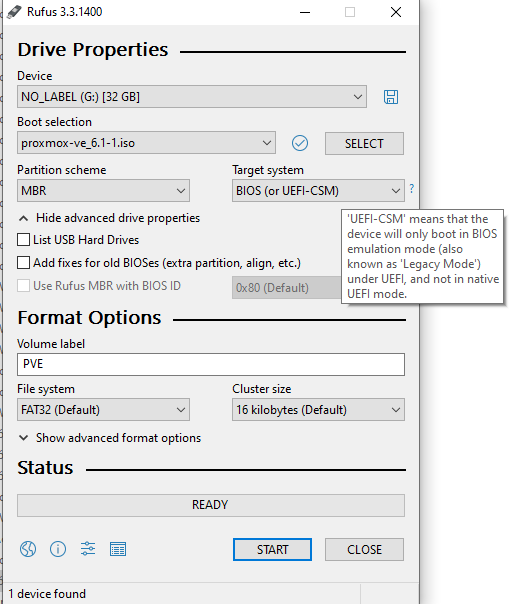 Rufus 3.3.1400
Drive Properties
Device
NO_LABEL (G:) [32 GB]
Boot selection
proxmox-ve_6.1-1.iso
SELECT
Partition scheme
Target system
MBR
BIOS (or UEFI-CSM)
?
Hide advanced drive properties
'UEFI-CSM' means that the
device will only boot in BIOS
emulation mode (also
known as 'Legacy Mode')
under UEFI, and not in native
UEFI mode.
List USB Hard Drives
Add fixes for old BIOSes (extra partition, align, etc.)
Use Rufus MBR with BIOS ID
0x80 (Default)
Format Options
Volume label
PVE
File system
Cluster size
FAT32 (Default)
16 kilobytes (Default)
Show advanced format options
Status
READY
START
CLOSE
1 device found